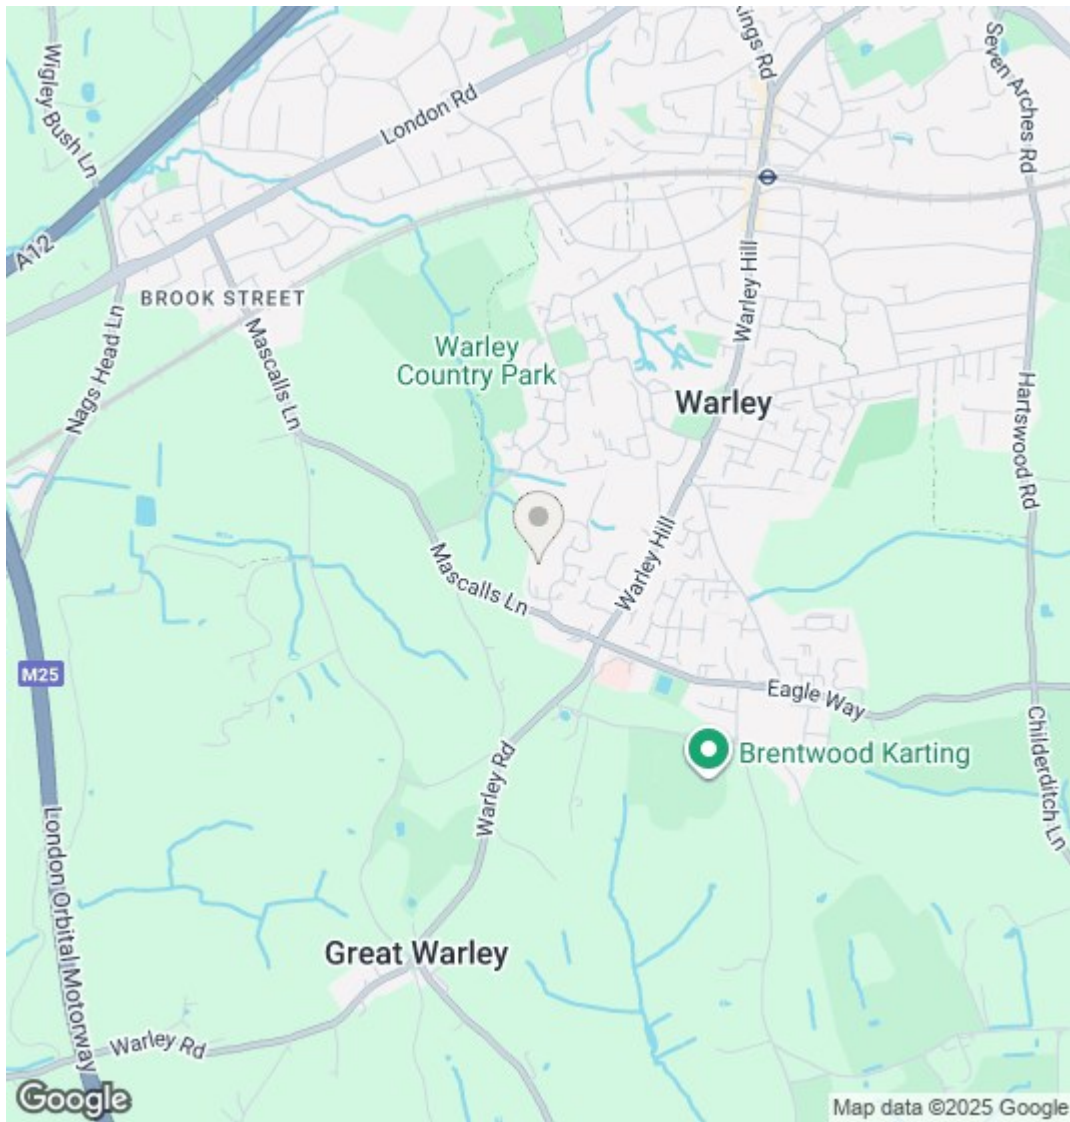 Kings Rd
Seven Arches Rd
Wigley Bush Ln
London Rd
A12
Warley Hill
BROOK STREET
Nags Head Ln
Mascalls Ln
Warley
Country Park
Warley
Hartswood Rd
Mascalls Ln
Warley Hill
M25
Eagle Way
Warley Rd
Brentwood Karting
Childerditch Ln
London Orbital Motorway
Great Warley
Warley Rd
Google
Map data ©2025 Google